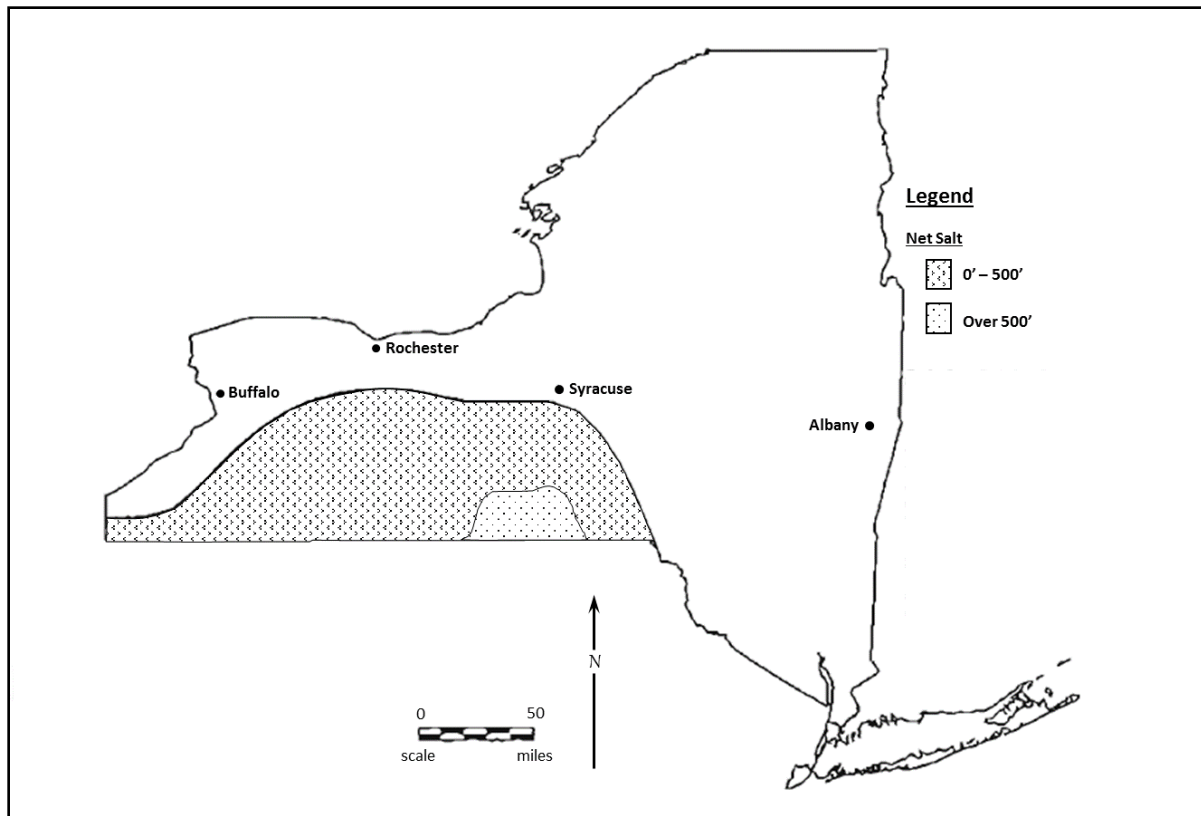 Legend
Net Salt
0’ – 500’
Over 500’
Rochester
Buffalo
Syracuse
Albany
N
0 50
scale miles